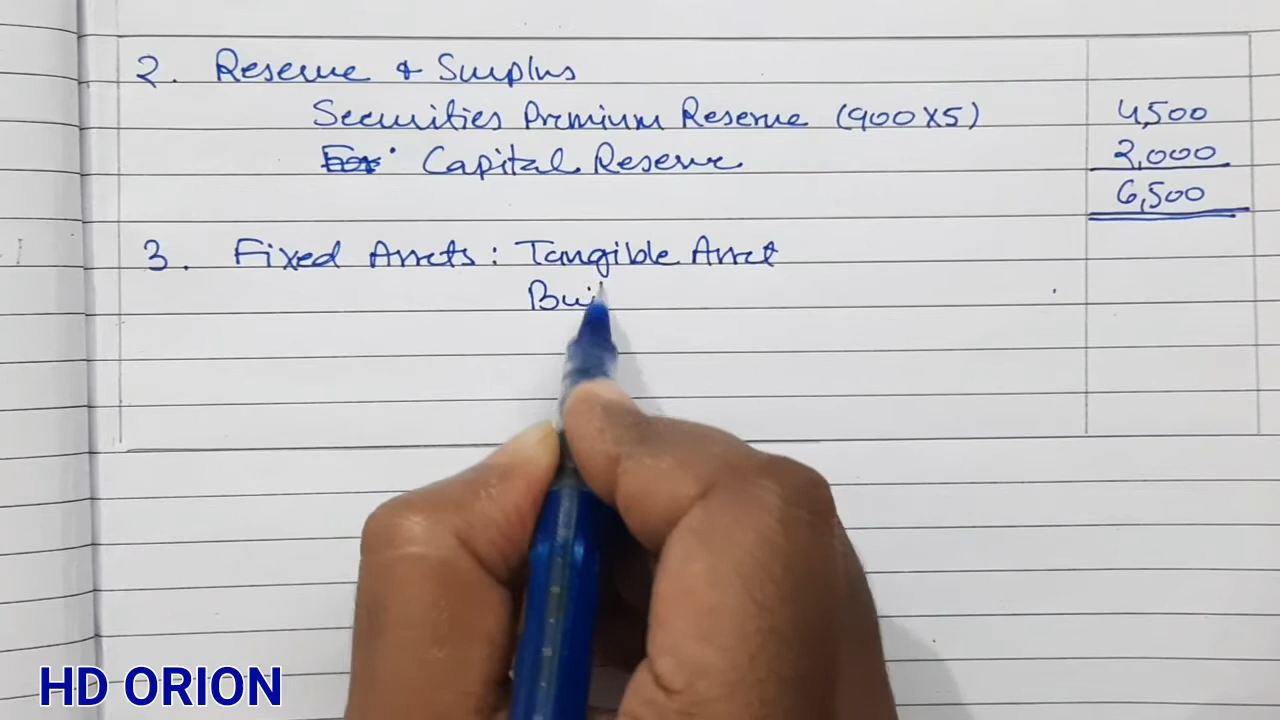 2. Reserve & Surplus
Securities Premium Reserve (900X5) 4,500
Capital Reserve 2,000
6,500
3. Fixed Assets : Tangible Asset
Bui
HD ORION